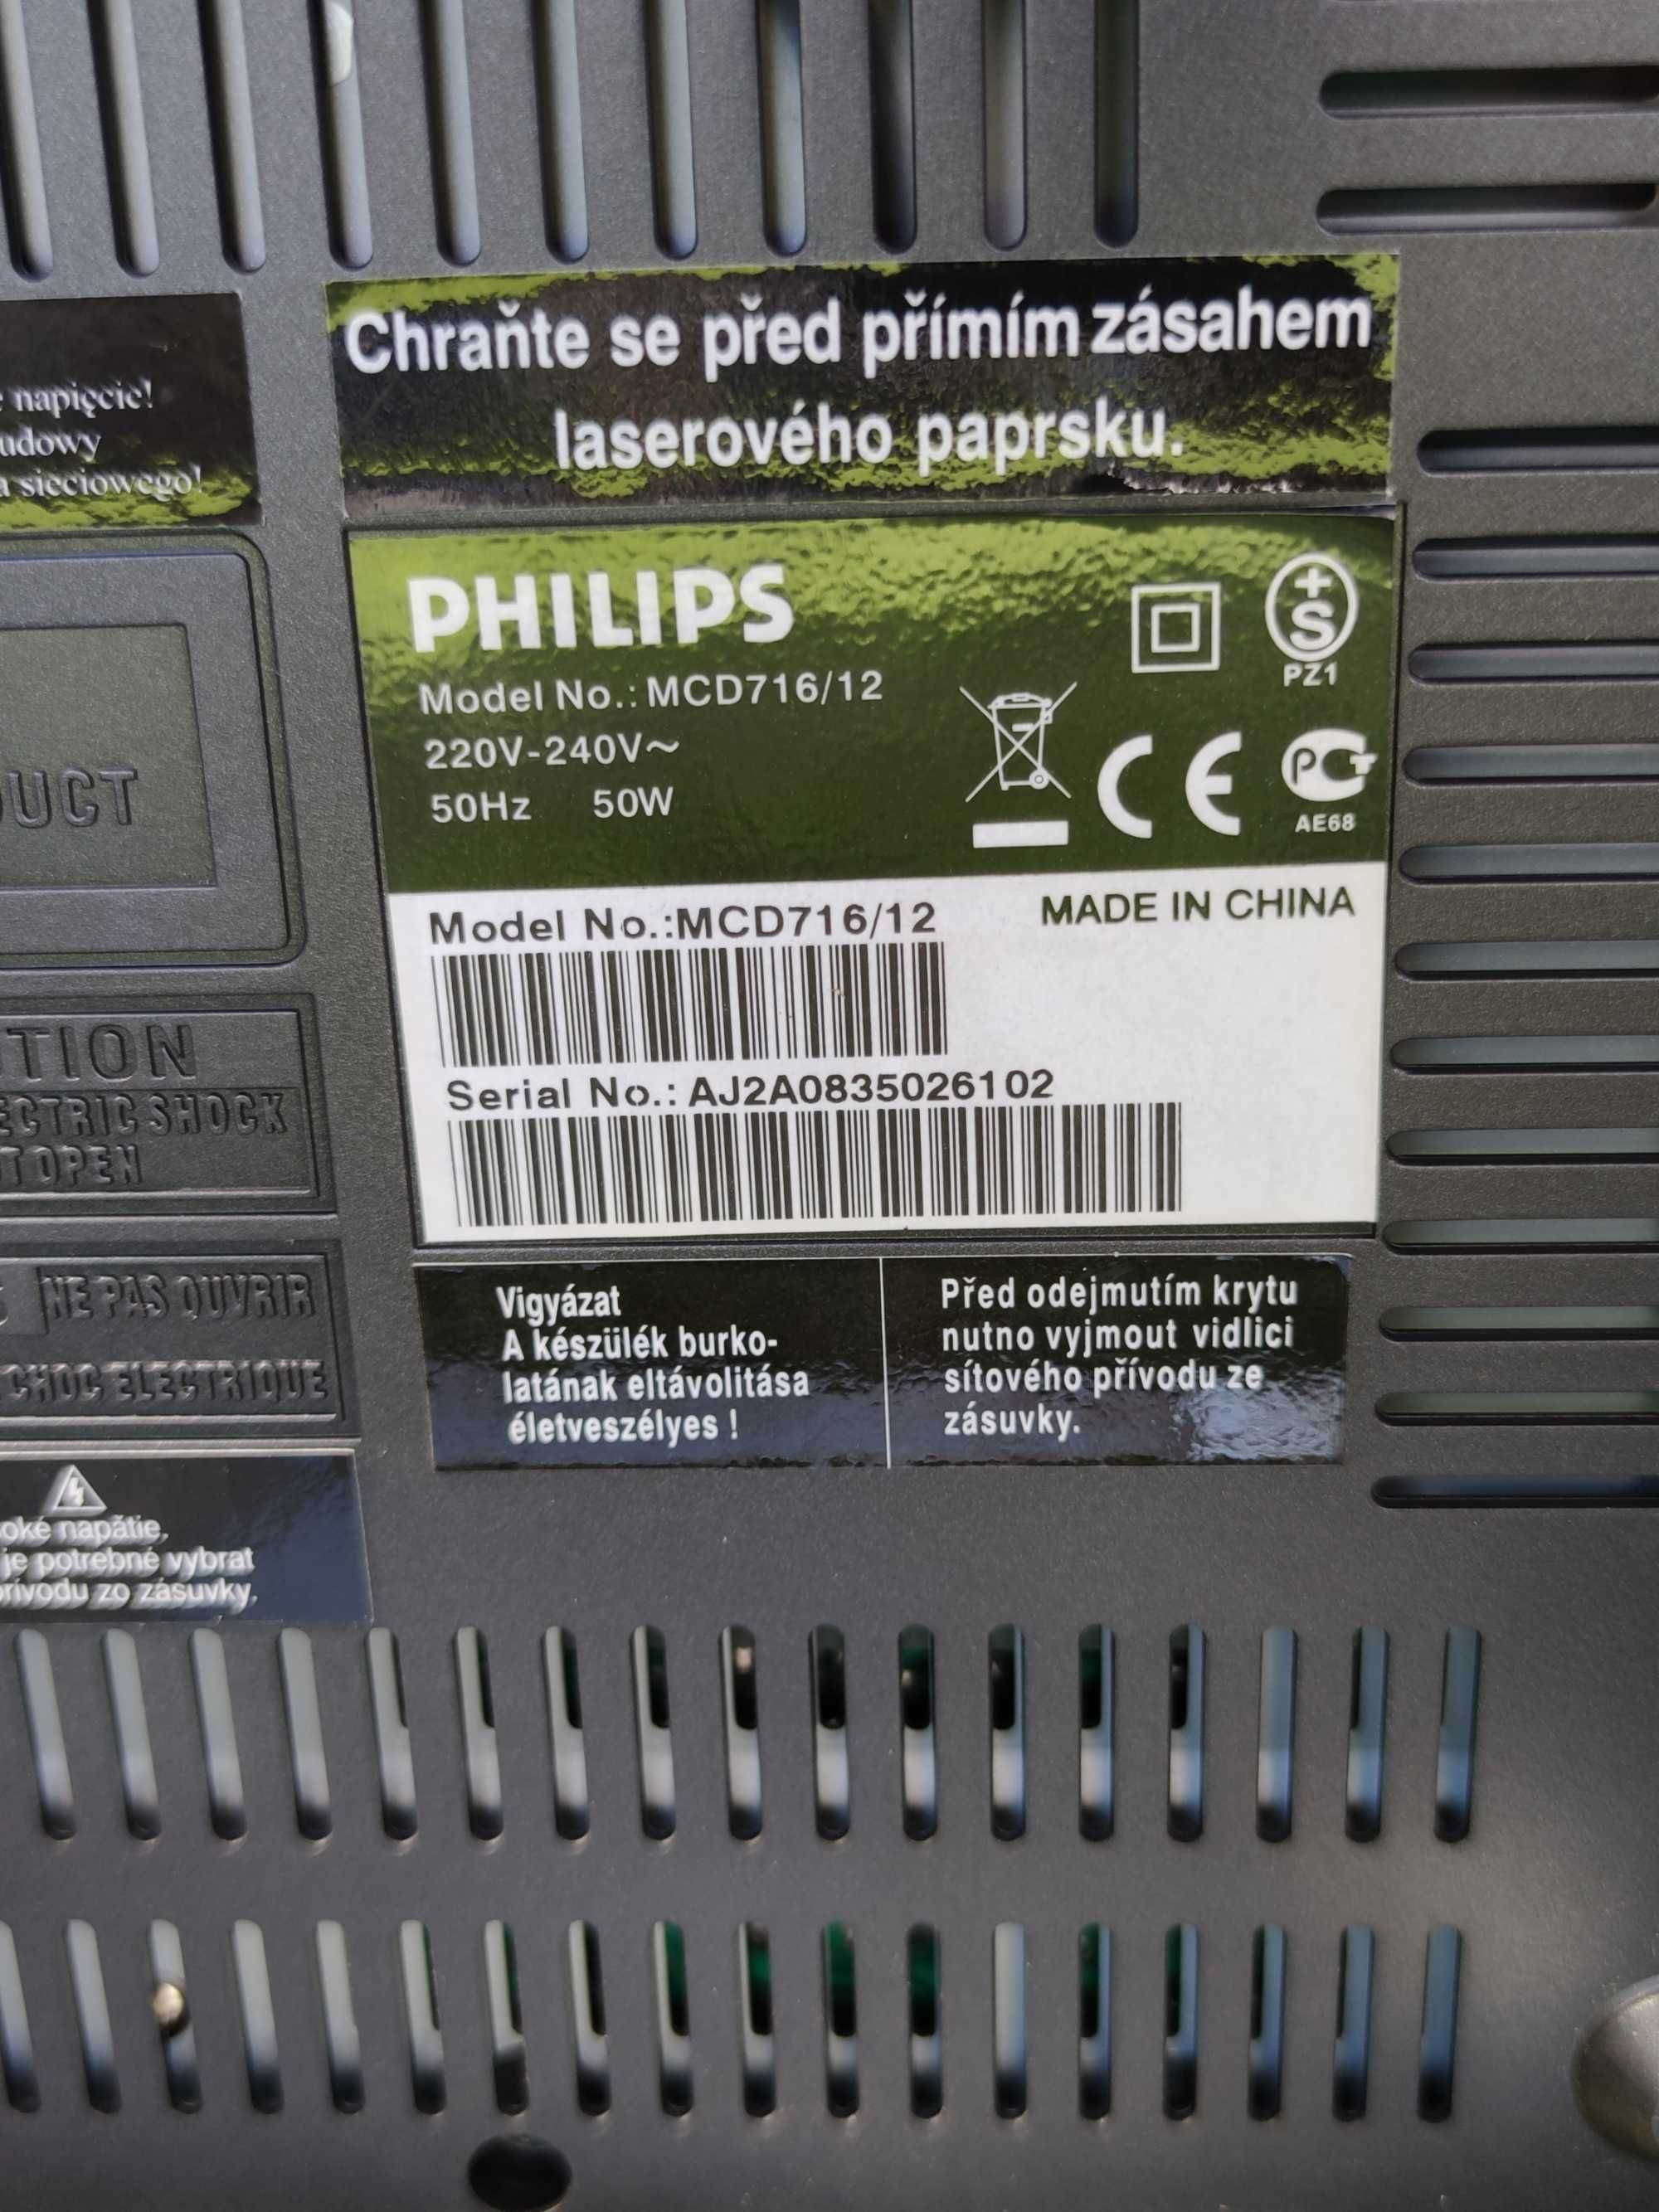 Chraňte se před přímím zásahem
laserového paprsku.
napięcie!
sieciowego!
PHILIPS
Model No.: MCD716/12
220V-240V~
50Hz 50W
+
S
PZ1
CE
PCT
AE68
Model No.:MCD716/12
MADE IN CHINA
Serial No.: AJ2A0835026102
UCT
TION
ECTRIC SHOCK
T OPEN
NE PAS OUVRIR
CHOC ELECTRIQUE
Vigyázat
A készülék burko-
latának eltávolitása
életveszélyes !
Před odejmutím krytu
nutno vyjmout vidlici
sítového přívodu ze
zásuvky.
oké napätie,
je potrebné vybrat
prívodu zo zásuvky.